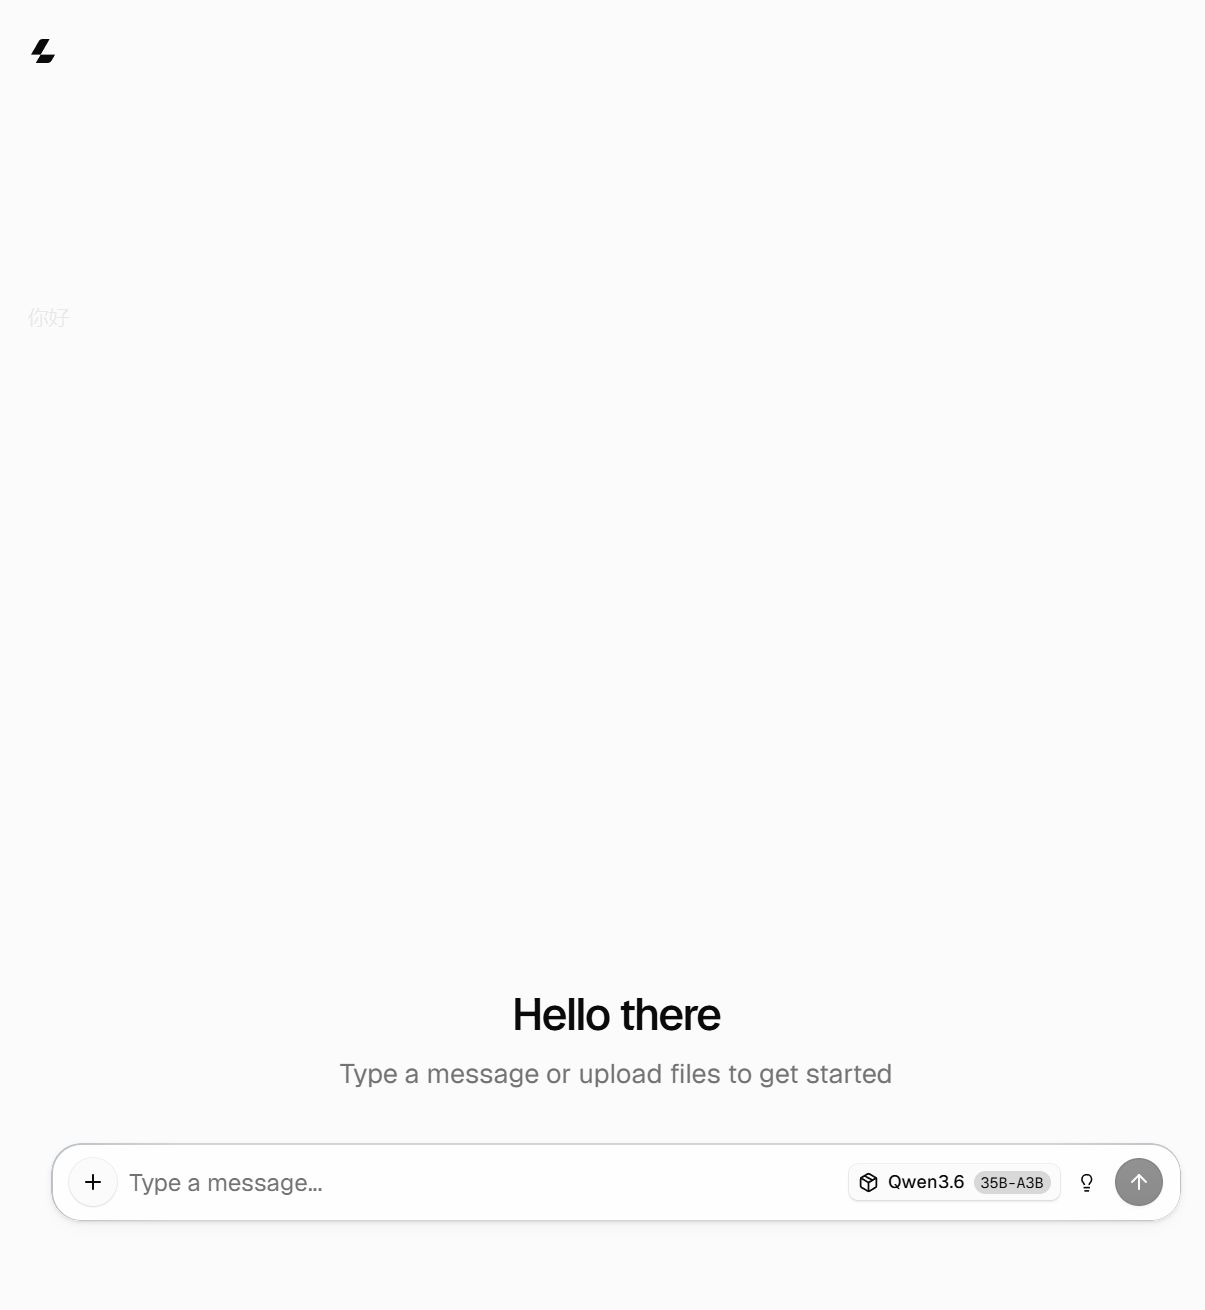 你好
Hello there
Type a message or upload files to get started
Type a message...
Qwen3.6 35B-A3B